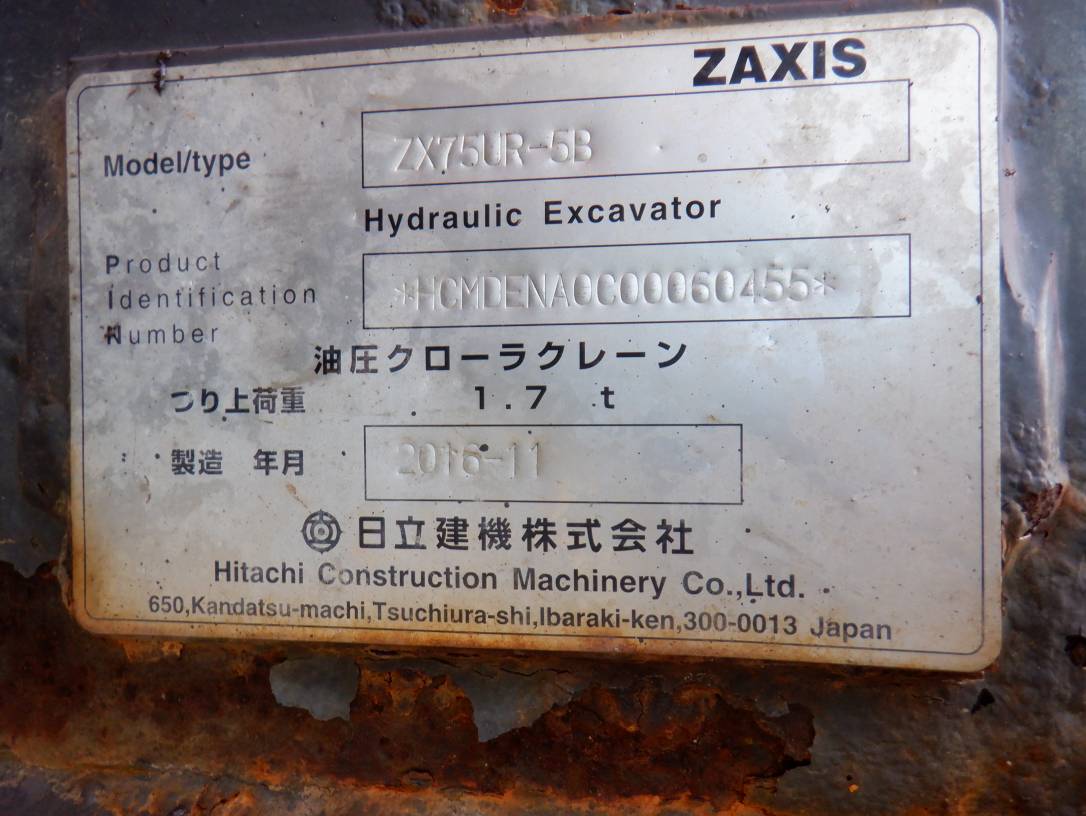 ZAXIS
Model/type ZX75UR-5B
Hydraulic Excavator
Product
Identification *HCMDENA0C00060455*
Number
油圧クローラクレーン
つり上荷重 1.7 t
製造 年月 2016-11
日立建機株式会社
Hitachi Construction Machinery Co.,Ltd.
650,Kandatsu-machi,Tsuchiura-shi,Ibaraki-ken,300-0013 Japan